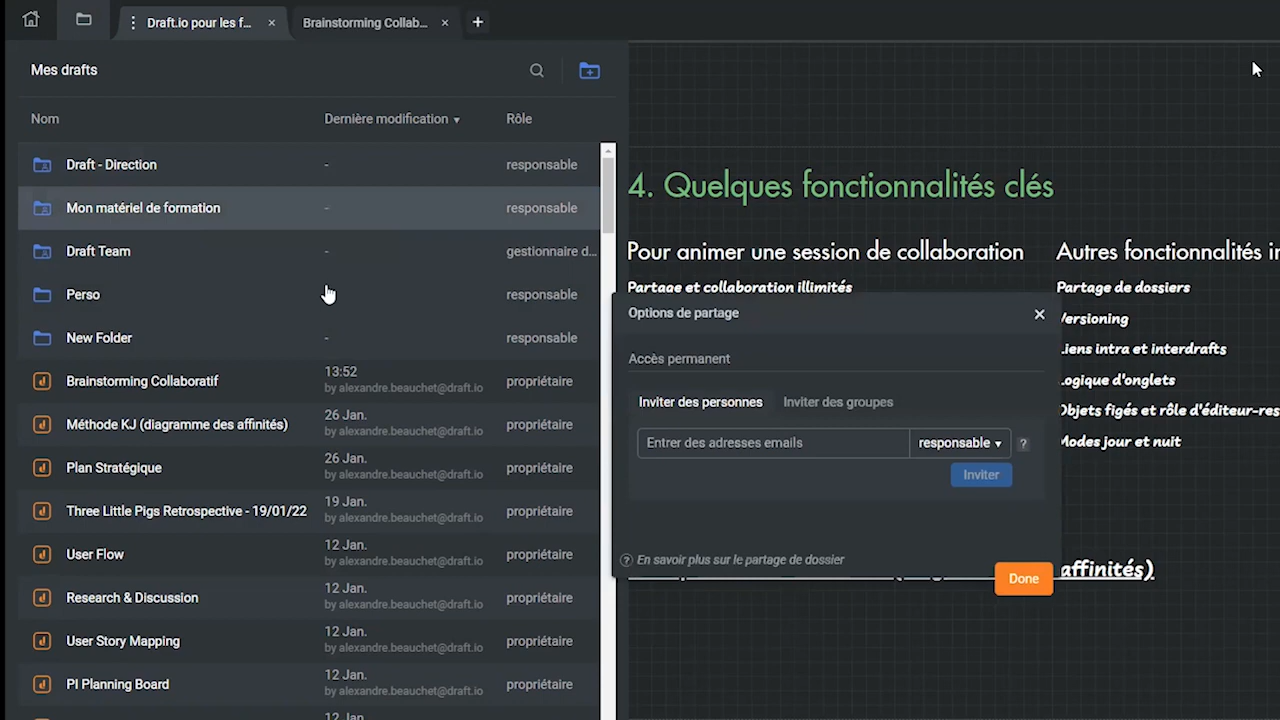 Draft.io pour les f...
Brainstorming Collab...
Mes drafts
Nom Dernière modification Rôle
Draft - Direction - responsable
Mon matériel de formation - responsable
Draft Team - gestionnaire d...
Perso - responsable
New Folder - responsable
Brainstorming Collaboratif 13:52 propriétaire
by alexandre.beauchet@draft.io
Méthode KJ (diagramme des affinités) 26 Jan. propriétaire
by alexandre.beauchet@draft.io
Plan Stratégique 26 Jan. propriétaire
by alexandre.beauchet@draft.io
Three Little Pigs Retrospective - 19/01/22 19 Jan. propriétaire
by alexandre.beauchet@draft.io
User Flow 12 Jan. propriétaire
by alexandre.beauchet@draft.io
Research & Discussion 12 Jan. propriétaire
by alexandre.beauchet@draft.io
User Story Mapping 12 Jan. propriétaire
by alexandre.beauchet@draft.io
PI Planning Board 12 Jan. propriétaire
by alexandre.beauchet@draft.io
12 Jan.
4. Quelques fonctionnalités clés
Pour animer une session de collaboration
Partage et collaboration illimités
Autres fonctionnalités
Partage de dossiers
Versioning
Liens intra et interdrafts
Logique d'onglets
Objets figés et rôle d'éditeur-res
Modes jour et nuit
affinités)
Options de partage
Accès permanent
Inviter des personnes Inviter des groupes
Entrer des adresses emails responsable ?
Inviter
? En savoir plus sur le partage de dossier
Done